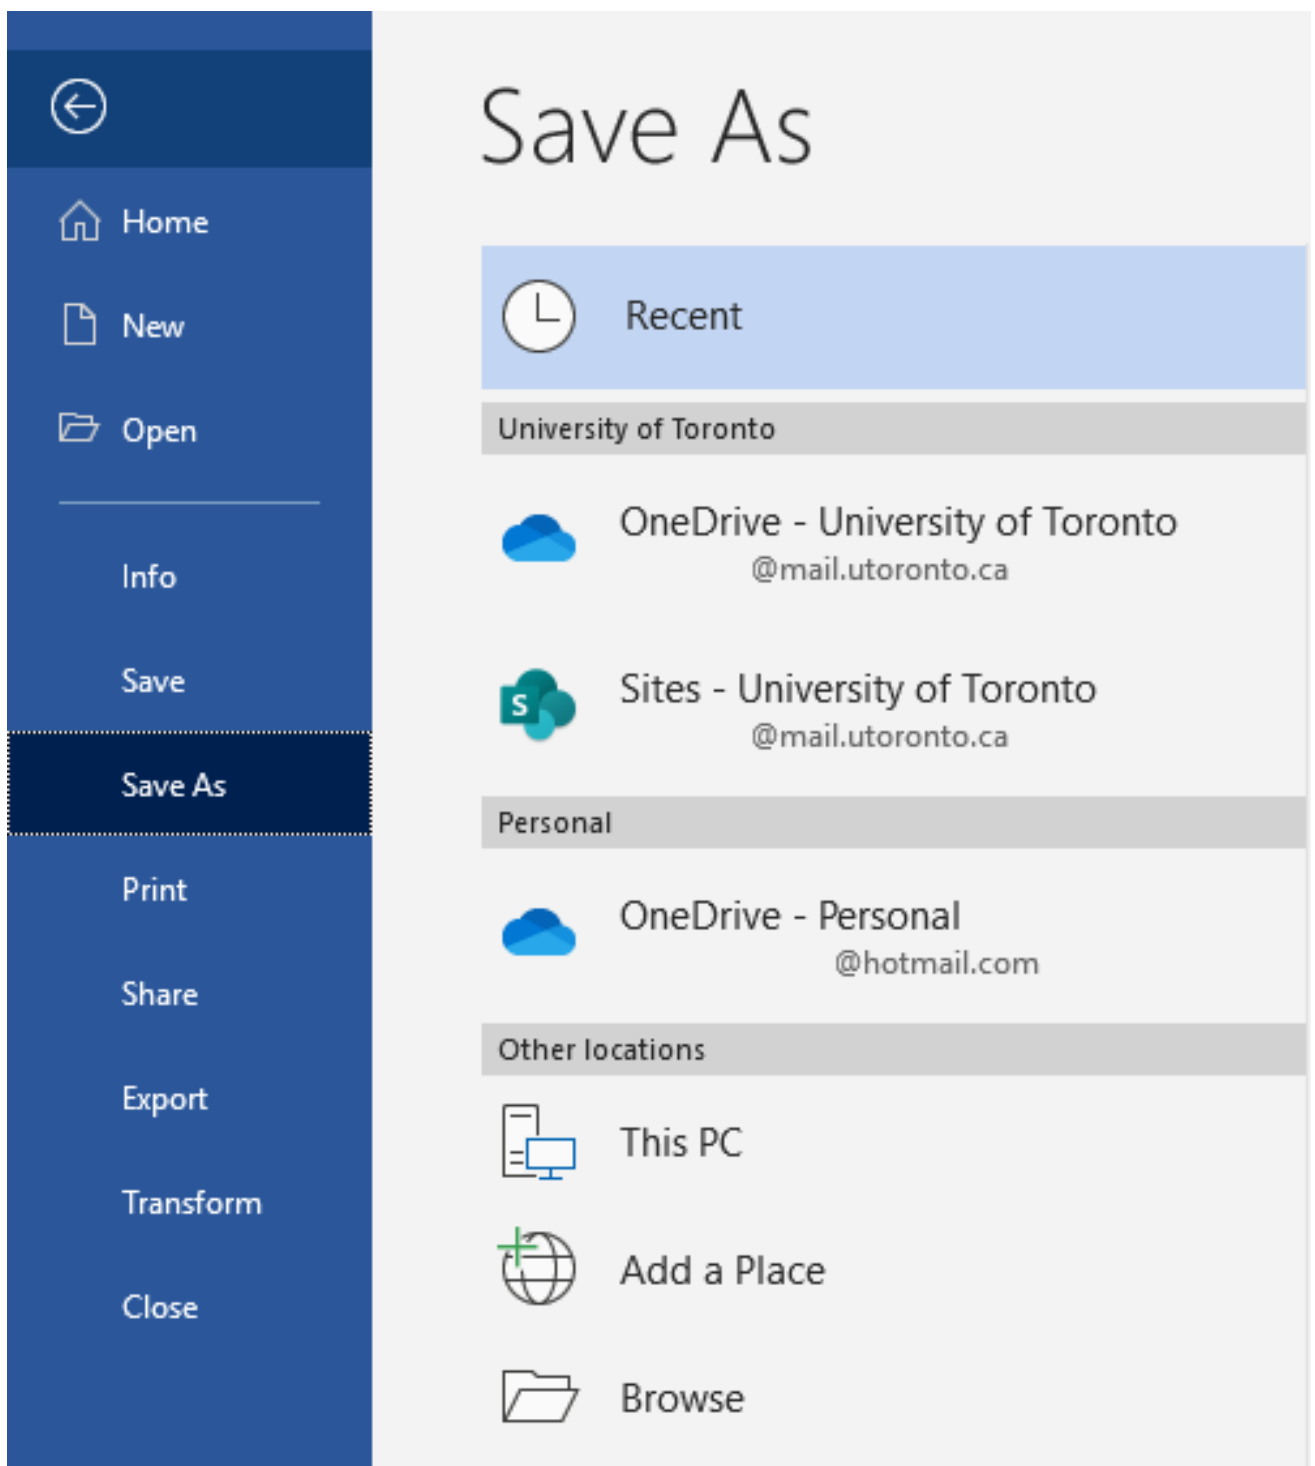 Home
New
Open
Info
Save
Save As
Print
Share
Export
Transform
Close
Save As
Recent
University of Toronto
OneDrive - University of Toronto
@mail.utoronto.ca
S
Sites - University of Toronto
@mail.utoronto.ca
Personal
OneDrive - Personal
@hotmail.com
Other locations
This PC
Add a Place
Browse